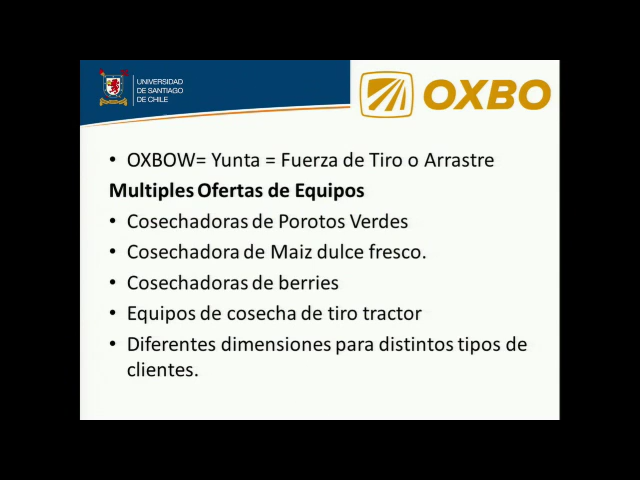 UNIVERSIDAD
DE SANTIAGO
DE CHILE
OXBO
• OXBOW= Yunta = Fuerza de Tiro o Arrastre
Multiples Ofertas de Equipos
• Cosechadoras de Porotos Verdes
• Cosechadora de Maiz dulce fresco.
• Cosechadoras de berries
• Equipos de cosecha de tiro tractor
• Diferentes dimensiones para distintos tipos de
clientes.